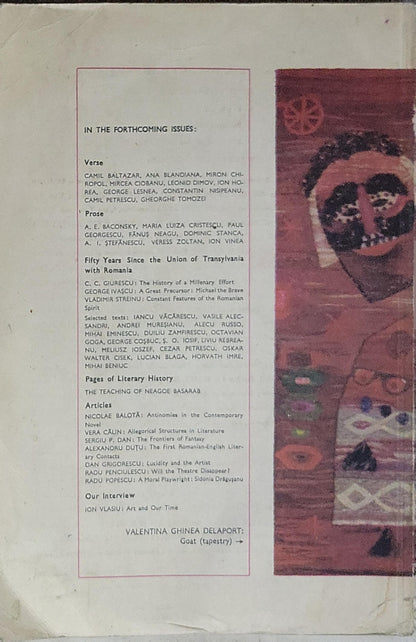 IN THE FORTHCOMING ISSUES:
Verse
CAMIL BALTAZAR, ANA BLANDIANA, MIRON CHI-
ROPOL, MIRCEA CIOBANU, LEONID DIMOV, ION HO-
REA, GEORGE LESNEA, CONSTANTIN NISIPEANU,
CAMIL PETRESCU, GHEORGHE TOMOZEI
Prose
A. E. BACONSKY, MARIA LUIZA CRISTESCU, PAUL
GEORGESCU, FĂNUȘ NEAGU, DOMINIC STANCA,
A. I. ȘTEFĂNESCU, VERESS ZOLTAN, ION VINEA
Fifty Years Since the Union of Transylvania
with Romania
C. C. GIURESCU: The History of a Millenary Effort
GEORGE IVAȘCU: A Great Precursor: Michael the Brave
VLADIMIR STREINU: Constant Features of the Romanian
Spirit
Selected texts: IANCU VĂCĂRESCU, VASILE ALEC-
SANDRI, ANDREI MUREȘIANU, ALECU RUSSO,
MIHAI EMINESCU, DUILIU ZAMFIRESCU, OCTAVIAN
GOGA, GEORGE COȘBUC, Ș. O. IOSIF, LIVIU REBREA-
NU, MELIUSZ JOSZEF, CEZAR PETRESCU, OSKAR
WALTER CISEK, LUCIAN BLAGA, HORVATH IMRE,
MIHAI BENIUC
Pages of Literary History
THE TEACHING OF NEAGOE BASARAB
Articles
NICOLAE BALOTĂ: Antinomies in the Contemporary
Novel
VERA CĂLIN: Allegorical Structures in Literature
SERGIU P. DAN: The Frontiers of Fantasy
ALEXANDRU DUȚU: The First Romanian-English Liter-
ary Contacts
DAN GRIGORESCU: Lucidity and the Artist
RADU PENCIULESCU: Will the Theatre Disappear?
RADU POPESCU: A Moral Playwright: Sidonia Drăgușanu
Our Interview
ION VLASIU: Art and Our Time
VALENTINA GHINEA DELAPORT:
Goat (tapestry) →